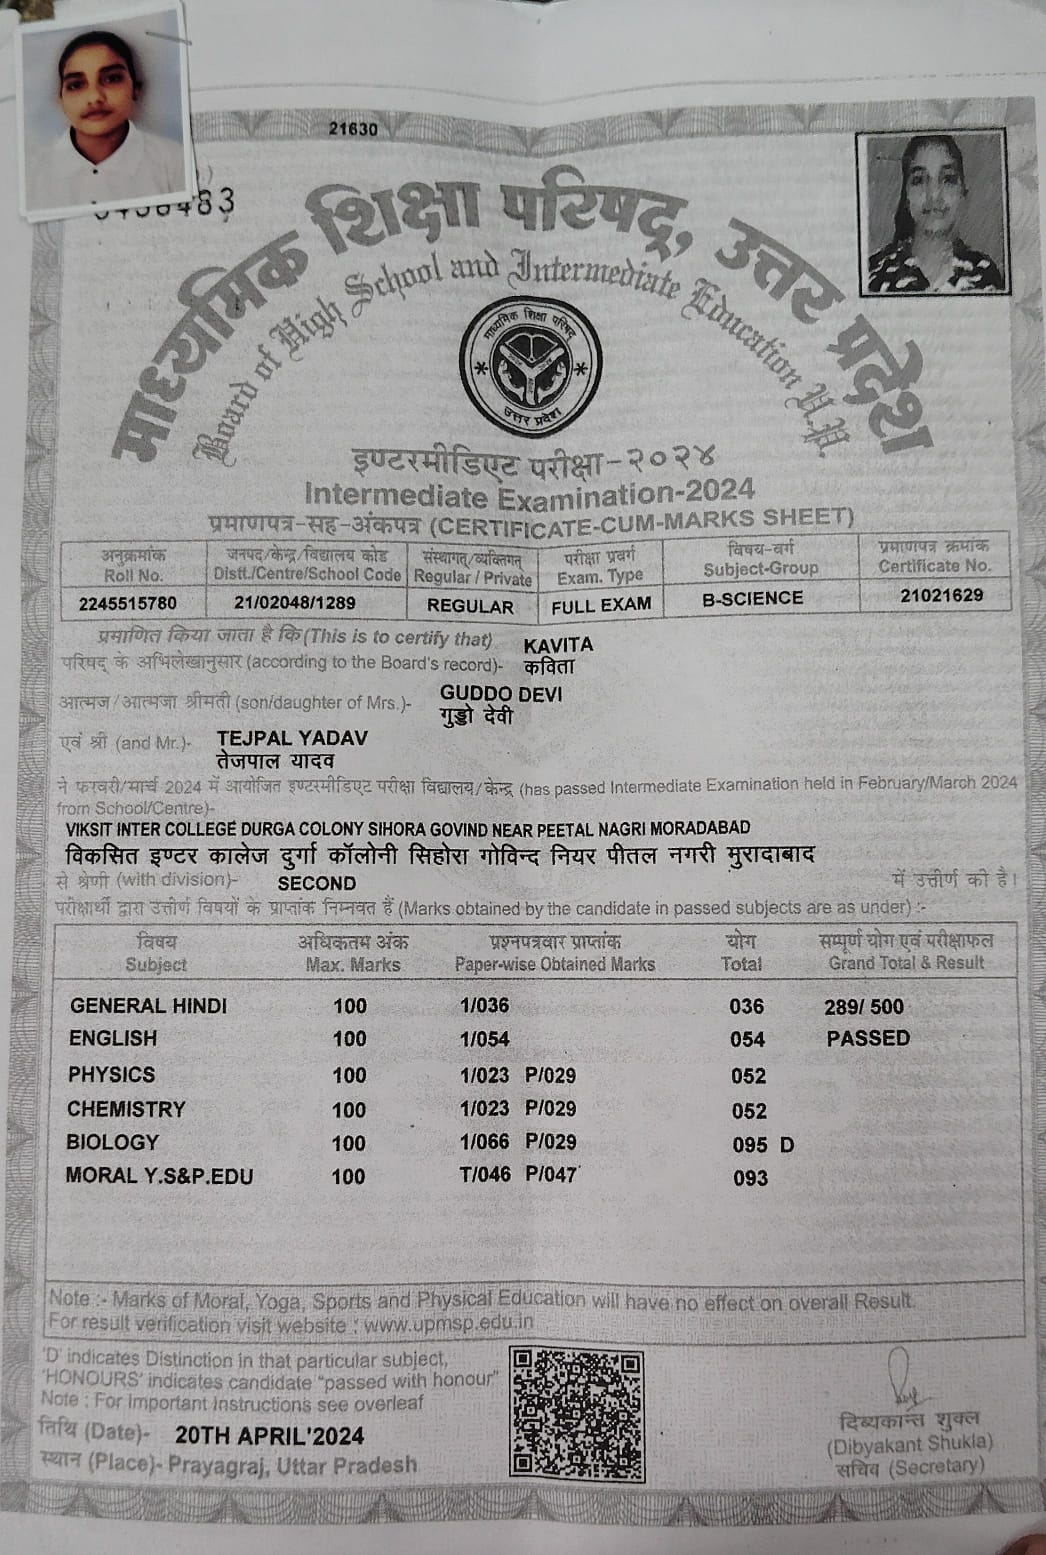 21630
483
माध्यमिक शिक्षा परिषद्, उत्तर प्रदेश
Board of High School and Intermediate Education U.P.
माध्यमिक शिक्षा परिषद
उत्तर प्रदेश
इण्टरमीडिएट परीक्षा-२०२४
Intermediate Examination-2024
प्रमाणपत्र-सह-अंकपत्र (CERTIFICATE-CUM-MARKS SHEET)
अनुक्रमांक जनपद/केन्द्र/विद्यालय कोड संस्थागत/व्यक्तिगत परीक्षा प्रवर्ग विषय-वर्ग प्रमाणपत्र क्रमांक
Roll No. Distt./Centre/School Code Regular / Private Exam. Type Subject-Group Certificate No.
2245515780 21/02048/1289 REGULAR FULL EXAM B-SCIENCE 21021629
प्रमाणित किया जाता है कि (This is to certify that) KAVITA
परिषद् के अभिलेखानुसार (according to the Board's record)- कविता
आत्मज/आत्मजा श्रीमती (son/daughter of Mrs.)- GUDDO DEVI
गुड्डो देवी
एवं श्री (and Mr.)- TEJPAL YADAV
तेजपाल यादव
ने फरवरी/मार्च 2024 में आयोजित इण्टरमीडिएट परीक्षा विद्यालय/केन्द्र (has passed Intermediate Examination held in February/March 2024
from School/Centre)-
VIKSIT INTER COLLEGE DURGA COLONY SIHORA GOVIND NEAR PEETAL NAGRI MORADABAD
विकसित इण्टर कालेज दुर्गा कॉलोनी सिहोरा गोविन्द नियर पीतल नगरी मुरादाबाद
से श्रेणी (with division)- SECOND में उत्तीर्ण की है।
परीक्षार्थी द्वारा उत्तीर्ण विषयों के प्राप्तांक निम्नवत हैं (Marks obtained by the candidate in passed subjects are as under) :-
विषय अधिकतम अंक प्रश्नपत्रवार प्राप्तांक योग सम्पूर्ण योग एवं परीक्षाफल
Subject Max. Marks Paper-wise Obtained Marks Total Grand Total & Result
GENERAL HINDI 100 1/036 036 289/ 500
ENGLISH 100 1/054 054 PASSED
PHYSICS 100 1/023 P/029 052
CHEMISTRY 100 1/023 P/029 052
BIOLOGY 100 1/066 P/029 095 D
MORAL Y.S&P.EDU 100 T/046 P/047 093
Note :- Marks of Moral, Yoga, Sports and Physical Education will have no effect on overall Result.
For result verification visit website : www.upmsp.edu.in
'D' indicates Distinction in that particular subject,
'HONOURS' indicates candidate "passed with honour"
Note : For Important Instructions see overleaf
तिथि (Date)- 20TH APRIL'2024
स्थान (Place)- Prayagraj, Uttar Pradesh
दिब्यकान्त शुक्ल
(Dibyakant Shukla)
सचिव (Secretary)